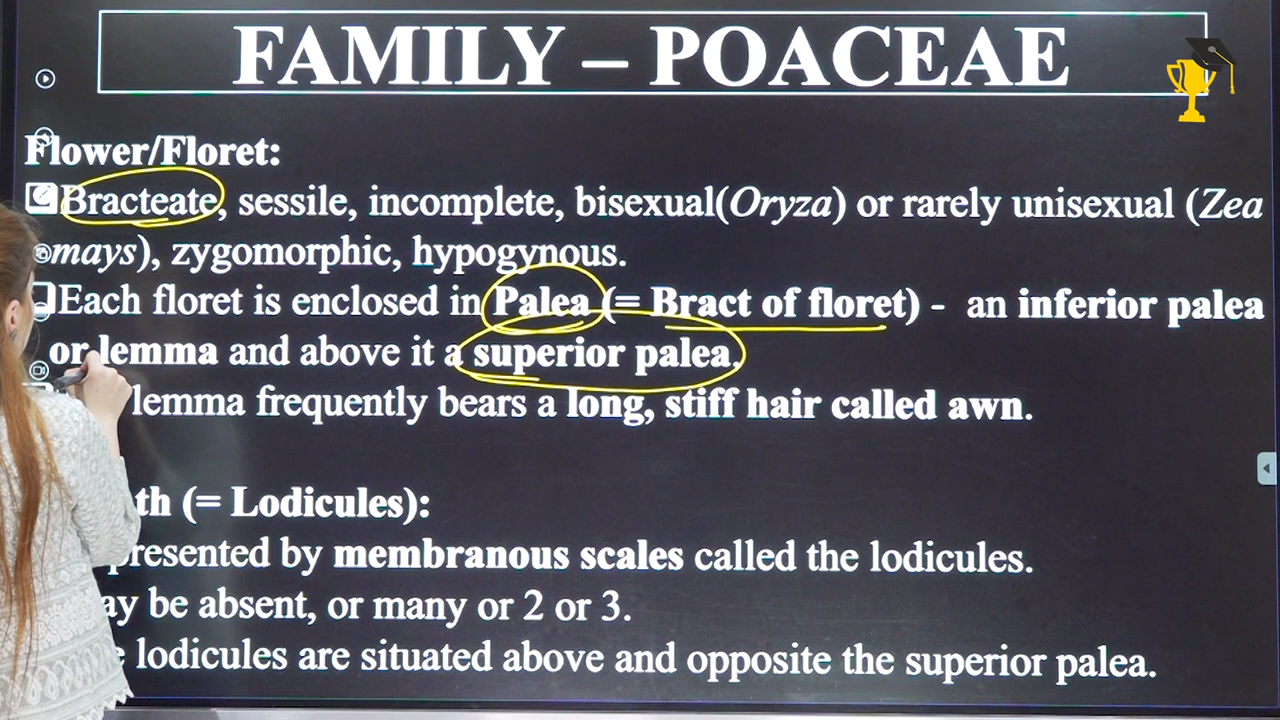 FAMILY – POACEAE
Flower/Floret:
Bracteate, sessile, incomplete, bisexual(Oryza) or rarely unisexual (Zea
mays), zygomorphic, hypogynous.
Each floret is enclosed in Palea (= Bract of floret) - an inferior palea
or lemma and above it a superior palea.
lemma frequently bears a long, stiff hair called awn.
th (= Lodicules):
presented by membranous scales called the lodicules.
ay be absent, or many or 2 or 3.
e lodicules are situated above and opposite the superior palea.